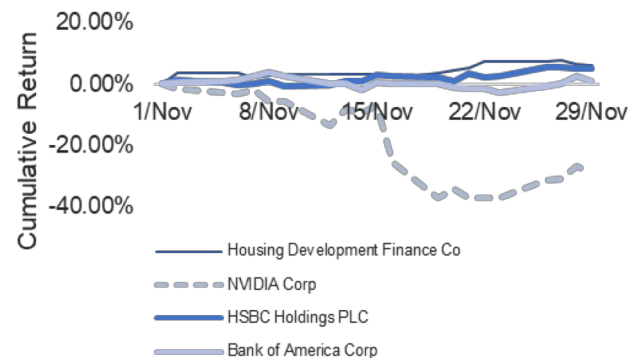 Cumulative Return
20.00%
0.00%
-20.00%
-40.00%
1/Nov 8/Nov 15/Nov 22/Nov 29/Nov
Housing Development Finance Co
NVIDIA Corp
HSBC Holdings PLC
Bank of America Corp